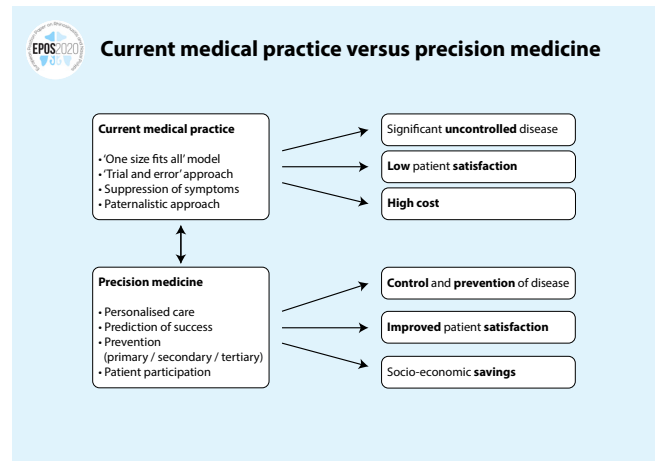 EPOS2020
Current medical practice versus precision medicine
Current medical practice
• ‘One size fits all’ model
• ‘Trial and error’ approach
• Suppression of symptoms
• Paternalistic approach
Significant uncontrolled disease
Low patient satisfaction
High cost
Precision medicine
• Personalised care
• Prediction of success
• Prevention
(primary / secondary / tertiary)
• Patient participation
Control and prevention of disease
Improved patient satisfaction
Socio-economic savings